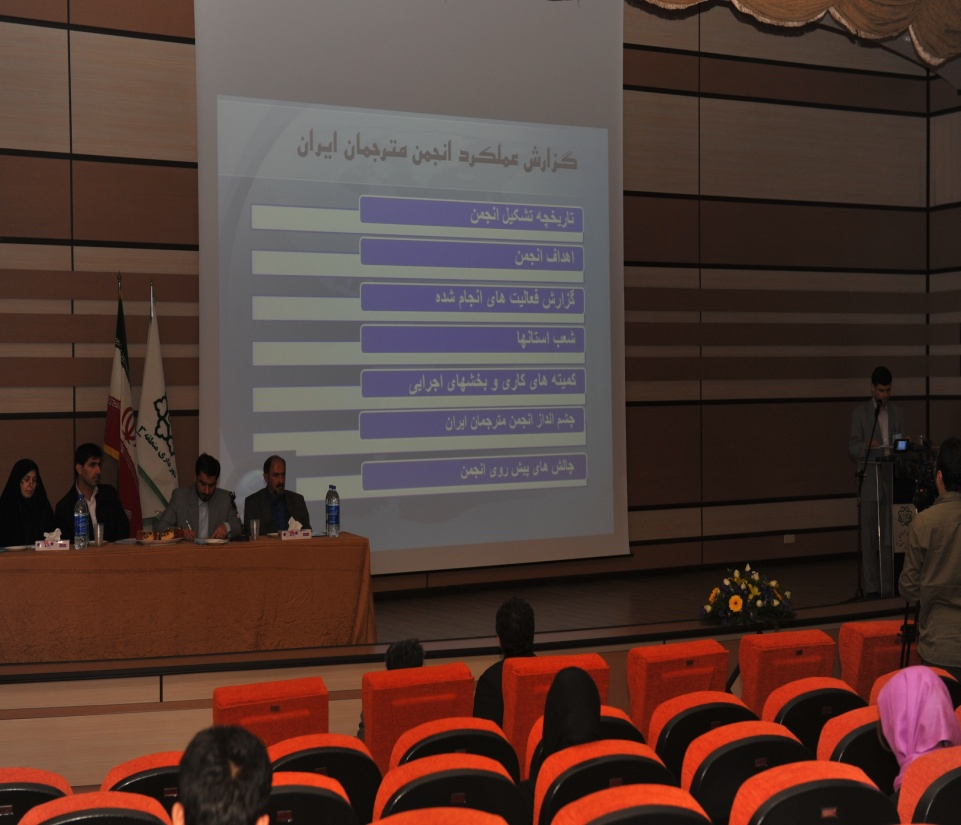 گزارش عملکرد انجمن مترجمان ایران
تاریخچه تشکیل انجمن
اهداف انجمن
گزارش فعالیت های انجام شده
شعب استانها
کمیته های کاری و بخشهای اجرایی
چشم انداز انجمن مترجمان ایران
چالش های پیش روی انجمن